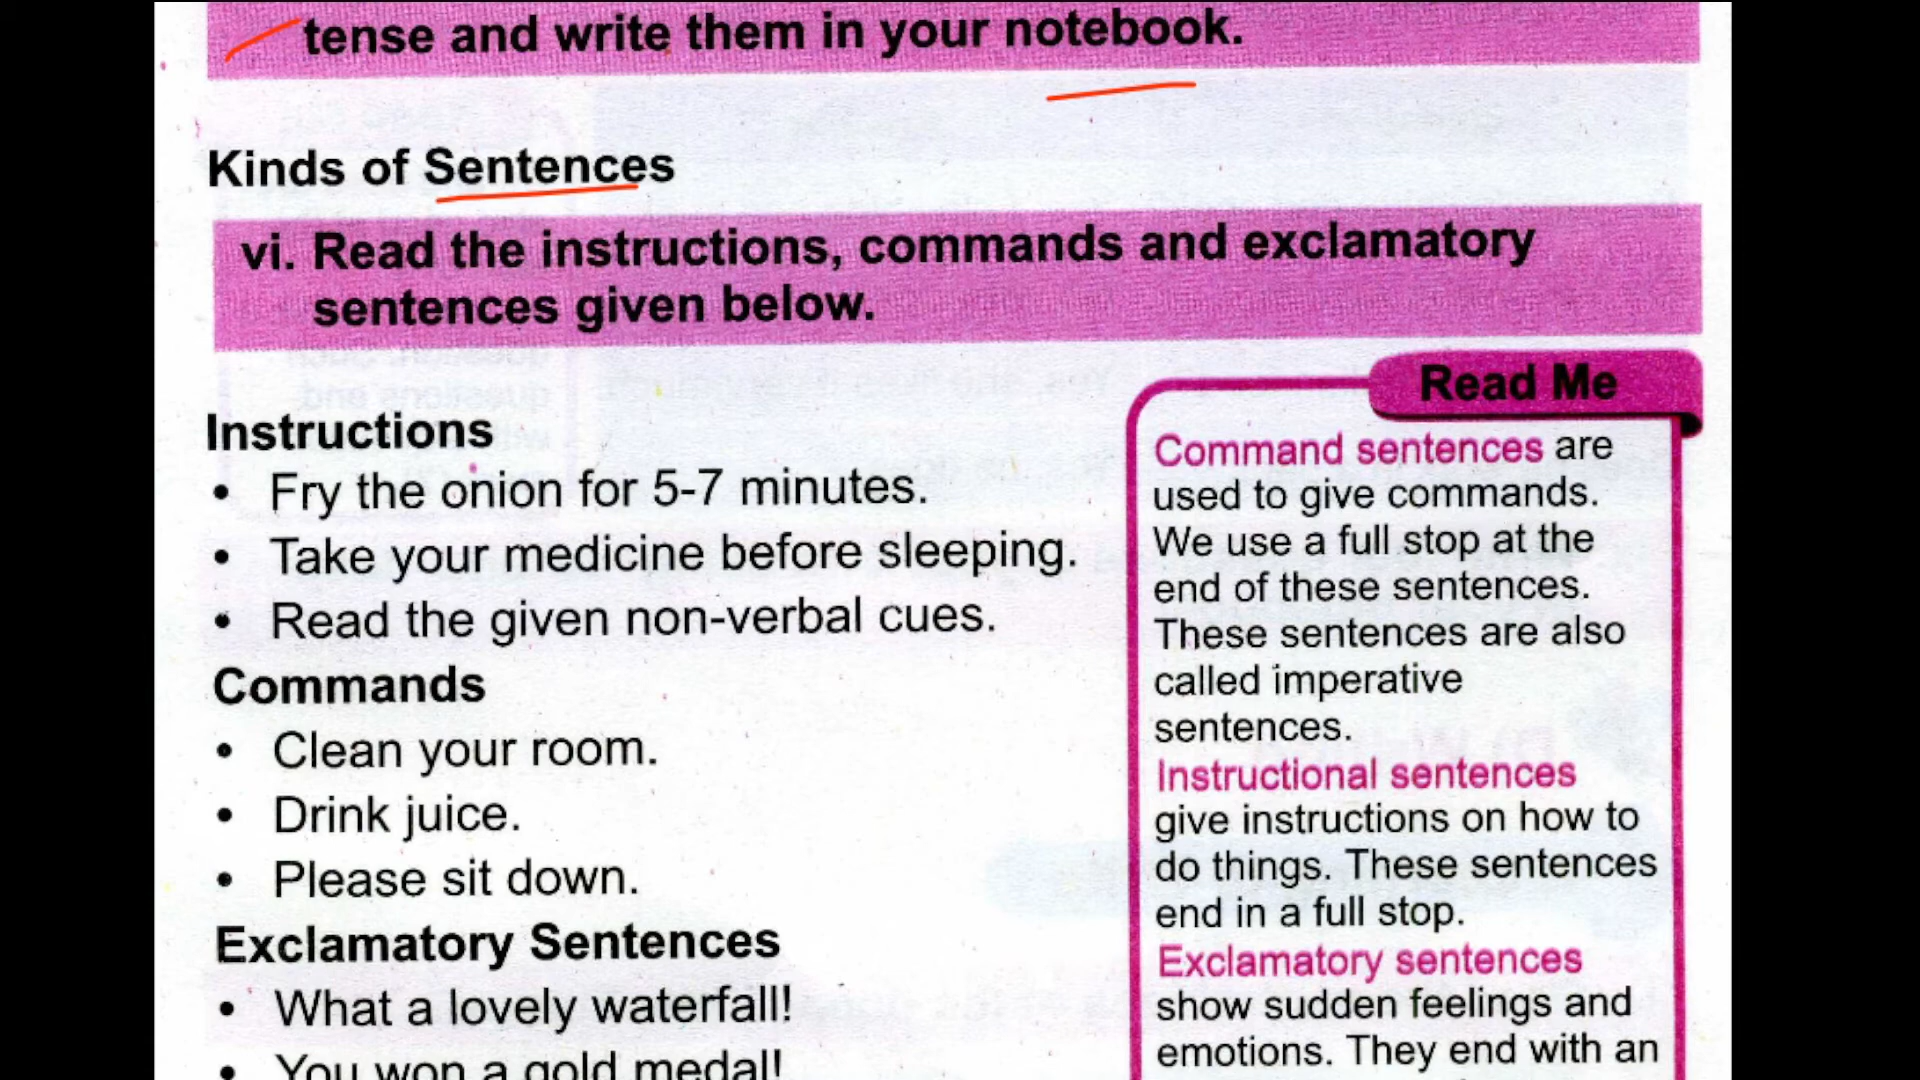 tense and write them in your notebook.
Kinds of Sentences
vi. Read the instructions, commands and exclamatory
sentences given below.
Instructions
• Fry the onion for 5-7 minutes.
• Take your medicine before sleeping.
• Read the given non-verbal cues.
Commands
• Clean your room.
• Drink juice.
• Please sit down.
Exclamatory Sentences
• What a lovely waterfall!
• You won a gold medal!
Read Me
Command sentences are
used to give commands.
We use a full stop at the
end of these sentences.
These sentences are also
called imperative
sentences.
Instructional sentences
give instructions on how to
do things. These sentences
end in a full stop.
Exclamatory sentences
show sudden feelings and
emotions. They end with an